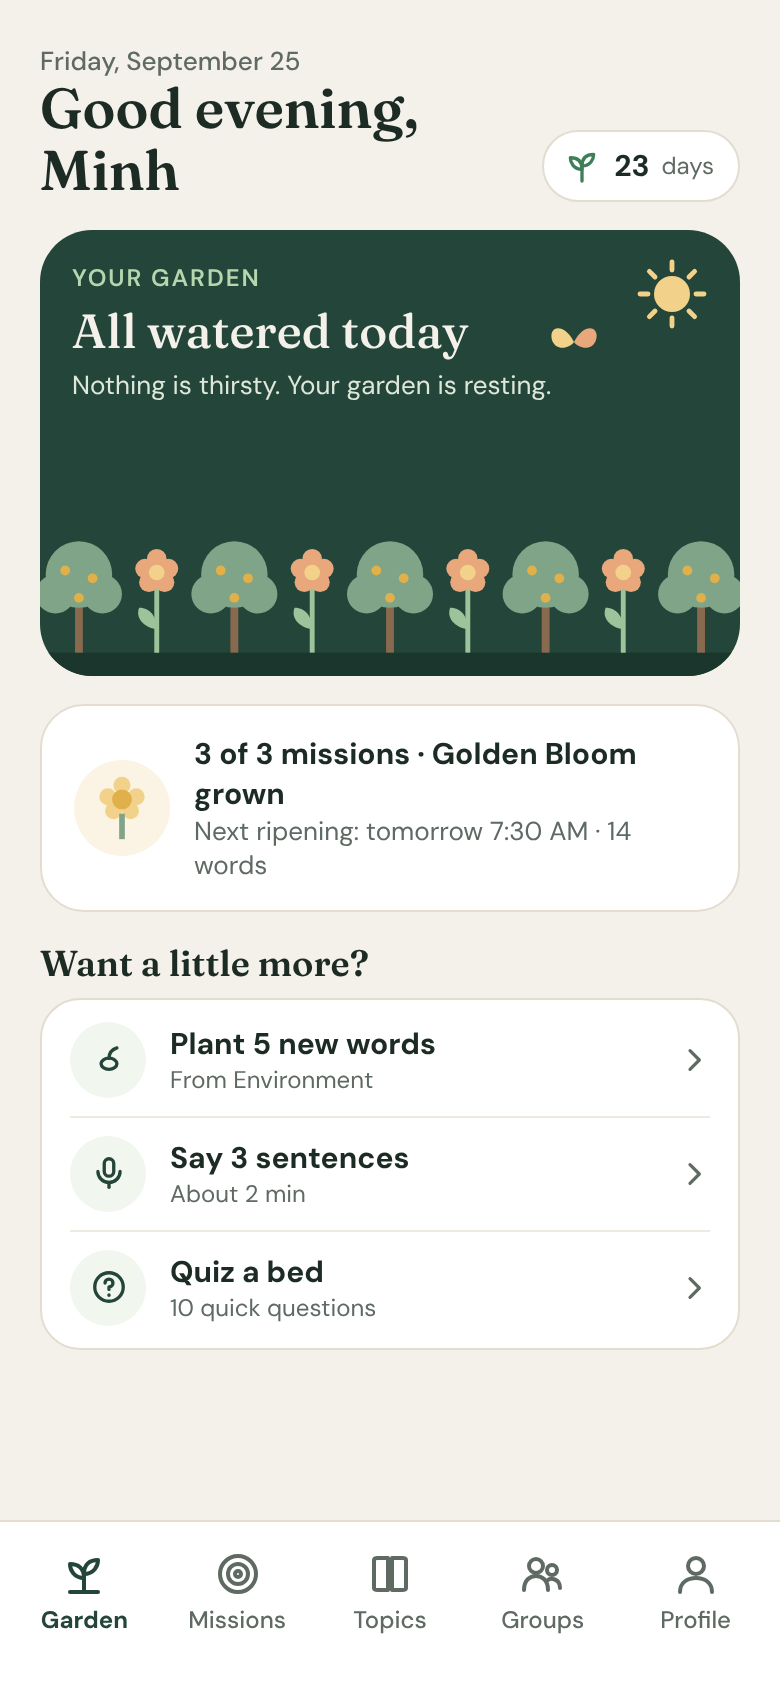 Friday, September 25
Good evening,
Minh
23 days
YOUR GARDEN
All watered today
Nothing is thirsty. Your garden is resting.
3 of 3 missions · Golden Bloom
grown
Next ripening: tomorrow 7:30 AM · 14
words
Want a little more?
Plant 5 new words
From Environment
Say 3 sentences
About 2 min
Quiz a bed
10 quick questions
Garden
Missions
Topics
Groups
Profile